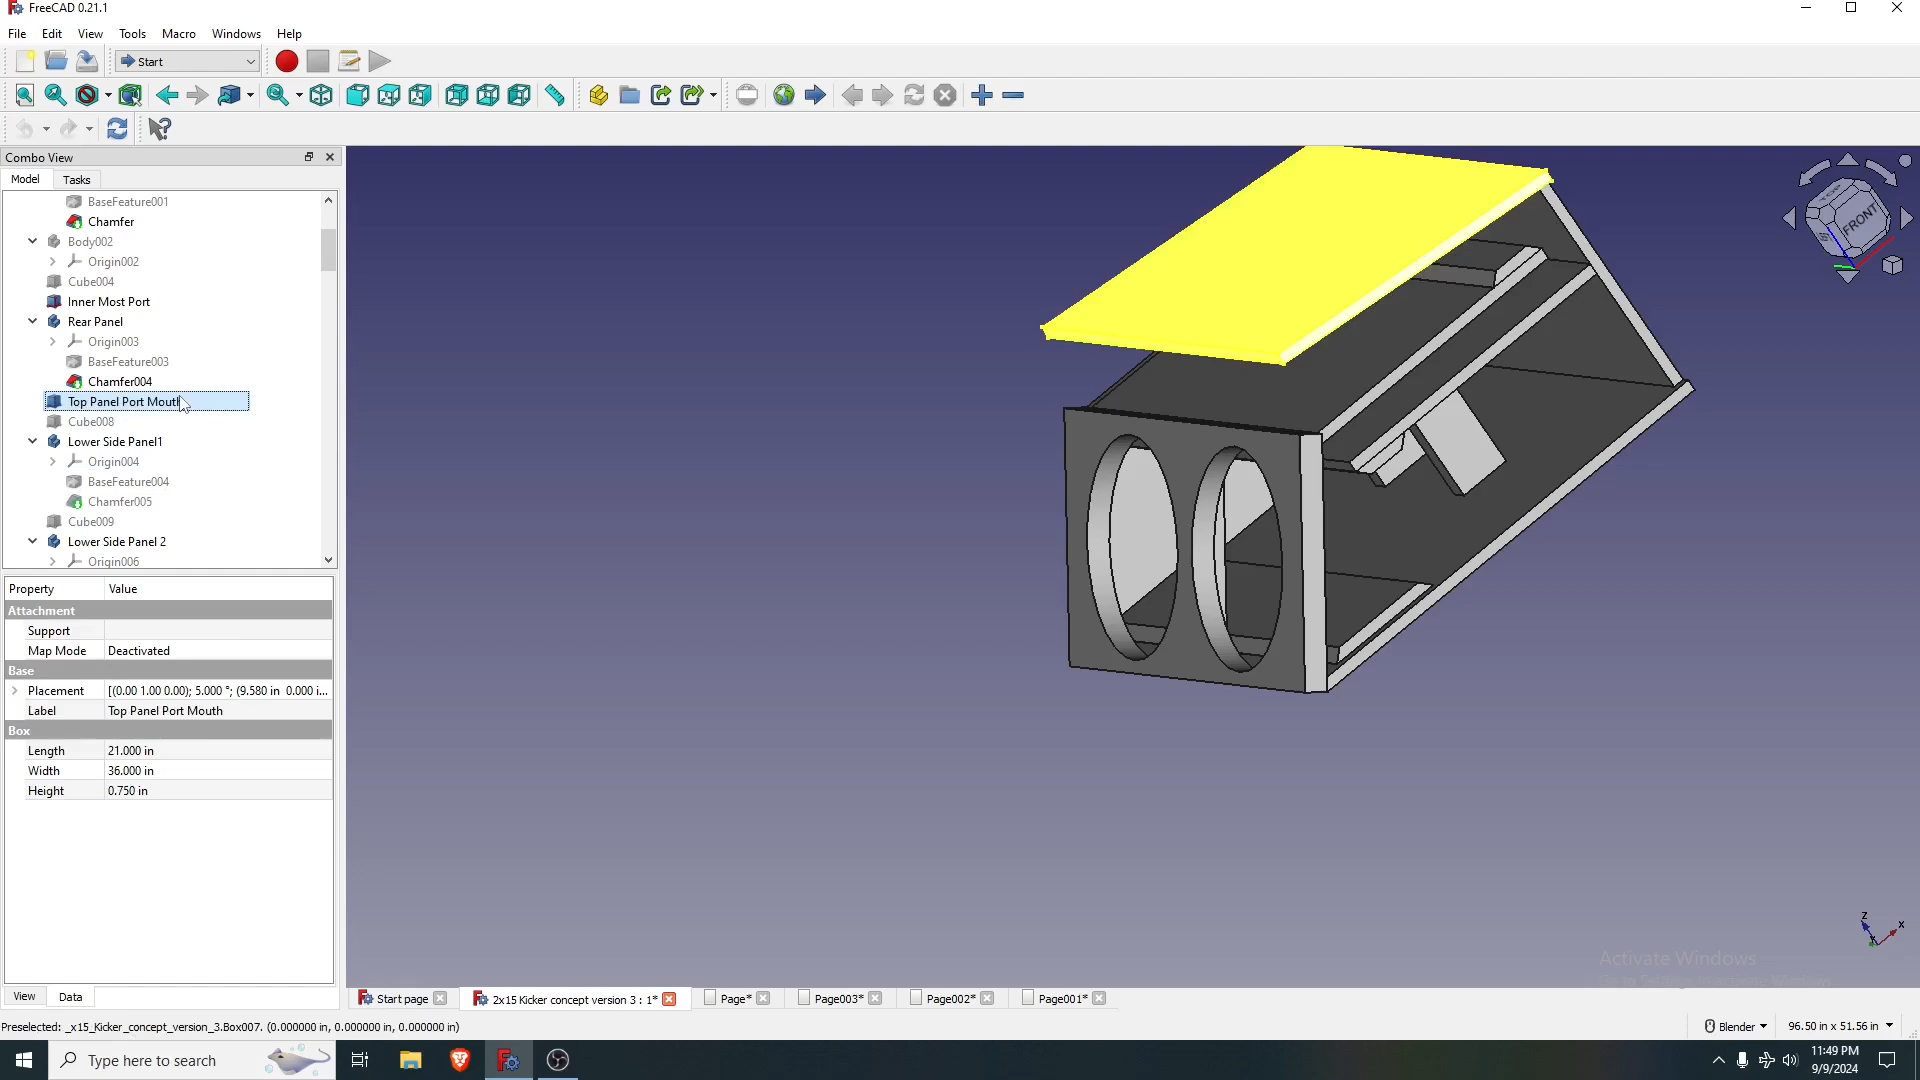 FreeCAD 0.21.1
File Edit View Tools Macro Windows Help
Start
Combo View
Model Tasks
BaseFeature001
Chamfer
Body002
Origin002
Cube004
Inner Most Port
Rear Panel
Origin003
BaseFeature003
Chamfer004
Top Panel Port Mouth
Cube008
Lower Side Panel1
Origin004
BaseFeature004
Chamfer005
Cube009
Lower Side Panel 2
Origin006
Property Value
Attachment
Support
Map Mode Deactivated
Base
Placement [(0.00 1.00 0.00); 5.000 °; (9.580 in 0.000 i...
Label Top Panel Port Mouth
Box
Length 21.000 in
Width 36.000 in
Height 0.750 in
TOP
FRONT
Z
X
Activate Windows
View Data
Start page 2x15 Kicker concept version 3 : 1* Page* Page003* Page002* Page001*
Preselected: _x15_Kicker_concept_version_3.Box007. (0.000000 in, 0.000000 in, 0.000000 in)
Blender 96.50 in x 51.56 in
Type here to search
11:49 PM
9/9/2024